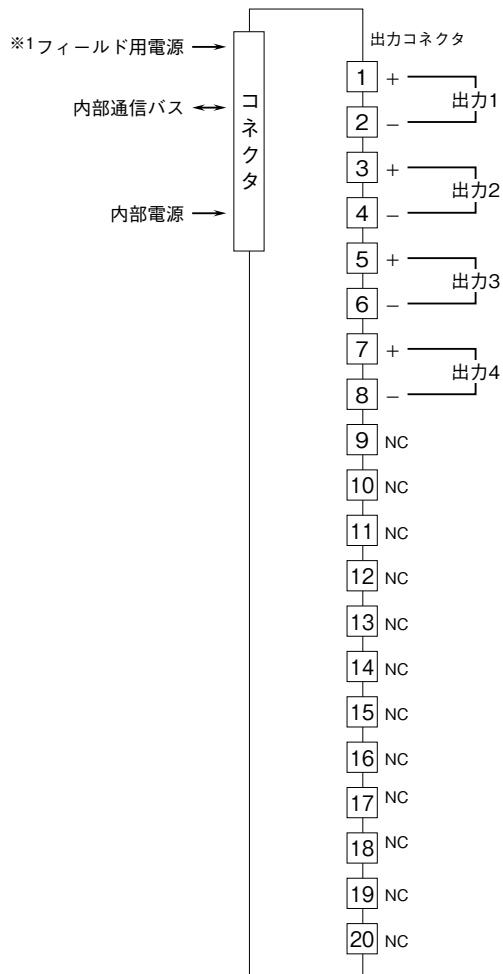 ※1フィールド用電源
内部通信バス
内部電源
コネクタ
出力コネクタ
1 +
出力1
2 −
3 +
出力2
4 −
5 +
出力3
6 −
7 +
出力4
8 −
9 NC
10 NC
11 NC
12 NC
13 NC
14 NC
15 NC
16 NC
17 NC
18 NC
19 NC
20 NC